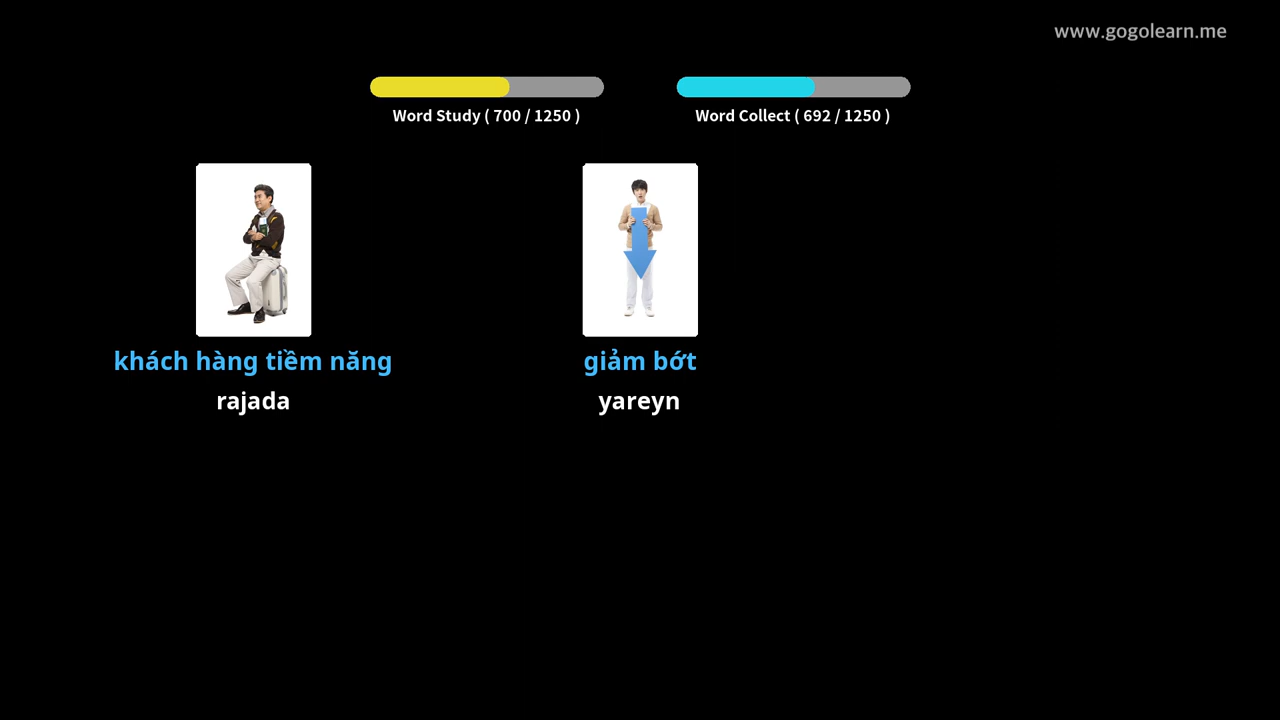 www.gogolearn.me
Word Study ( 700 / 1250 )
Word Collect ( 692 / 1250 )
khách hàng tiềm năng
rajada
giảm bớt
yareyn